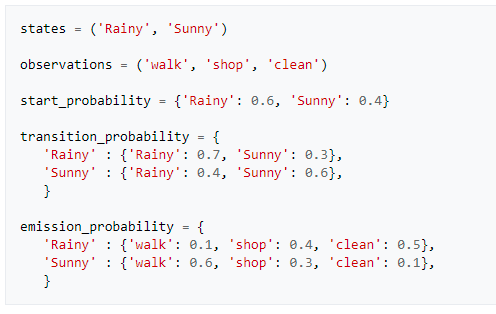 states = ('Rainy', 'Sunny')
observations = ('walk', 'shop', 'clean')
start_probability = {'Rainy': 0.6, 'Sunny': 0.4}
transition_probability = {
   'Rainy' : {'Rainy': 0.7, 'Sunny': 0.3},
   'Sunny' : {'Rainy': 0.4, 'Sunny': 0.6},
   }
emission_probability = {
   'Rainy' : {'walk': 0.1, 'shop': 0.4, 'clean': 0.5},
   'Sunny' : {'walk': 0.6, 'shop': 0.3, 'clean': 0.1},
   }